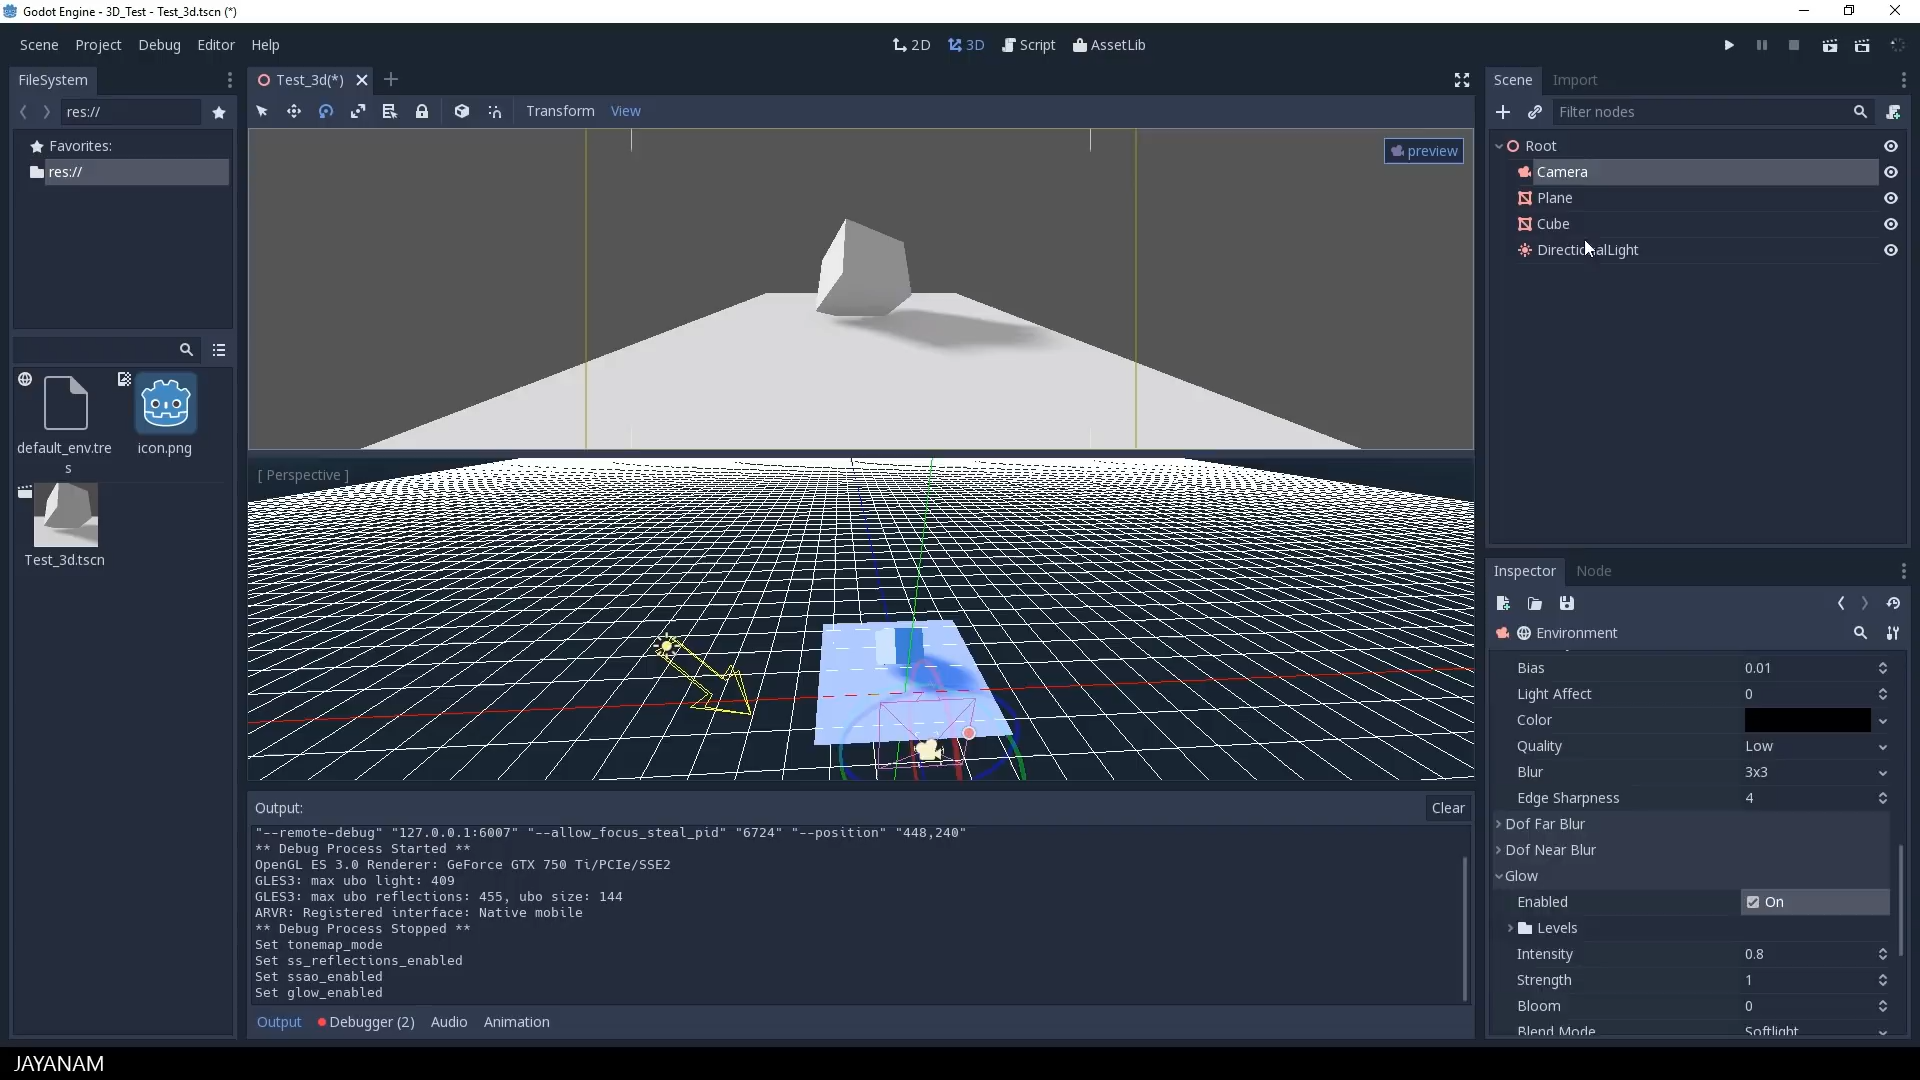 Godot Engine - 3D_Test - Test_3d.tscn (*)
Scene Project Debug Editor Help
2D 3D Script AssetLib
FileSystem
res://
Favorites:
res://
default_env.tre
s
icon.png
Test_3d.tscn
Test_3d(*)
Transform View
preview
[ Perspective ]
Output:
Clear
"--remote-debug" "127.0.0.1:6007" "--allow_focus_steal_pid" "6724" "--position" "448,240"
** Debug Process Started **
OpenGL ES 3.0 Renderer: GeForce GTX 750 Ti/PCIe/SSE2
GLES3: max ubo light: 409
GLES3: max ubo reflections: 455, ubo size: 144
ARVR: Registered interface: Native mobile
** Debug Process Stopped **
Set tonemap_mode
Set ss_reflections_enabled
Set ssao_enabled
Set glow_enabled
Output Debugger (2) Audio Animation
Scene Import
Filter nodes
Root
Camera
Plane
Cube
DirectionalLight
Inspector Node
Environment
Bias 0.01
Light Affect 0
Color
Quality Low
Blur 3x3
Edge Sharpness 4
Dof Far Blur
Dof Near Blur
Glow
Enabled On
Levels
Intensity 0.8
Strength 1
Bloom 0
Blend Mode Softlight
JAYANAM